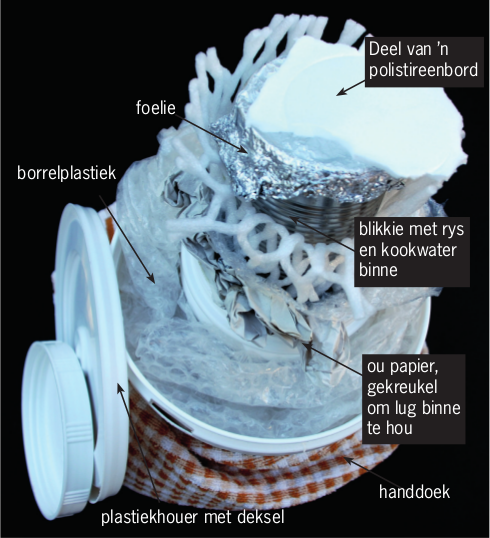 Deel van ’n
polistireenbord
foelie
borrelplastiek
blikkie met rys
en kookwater
binne
ou papier,
gekreukel
om lug binne
te hou
handdoek
plastiekhouer met deksel